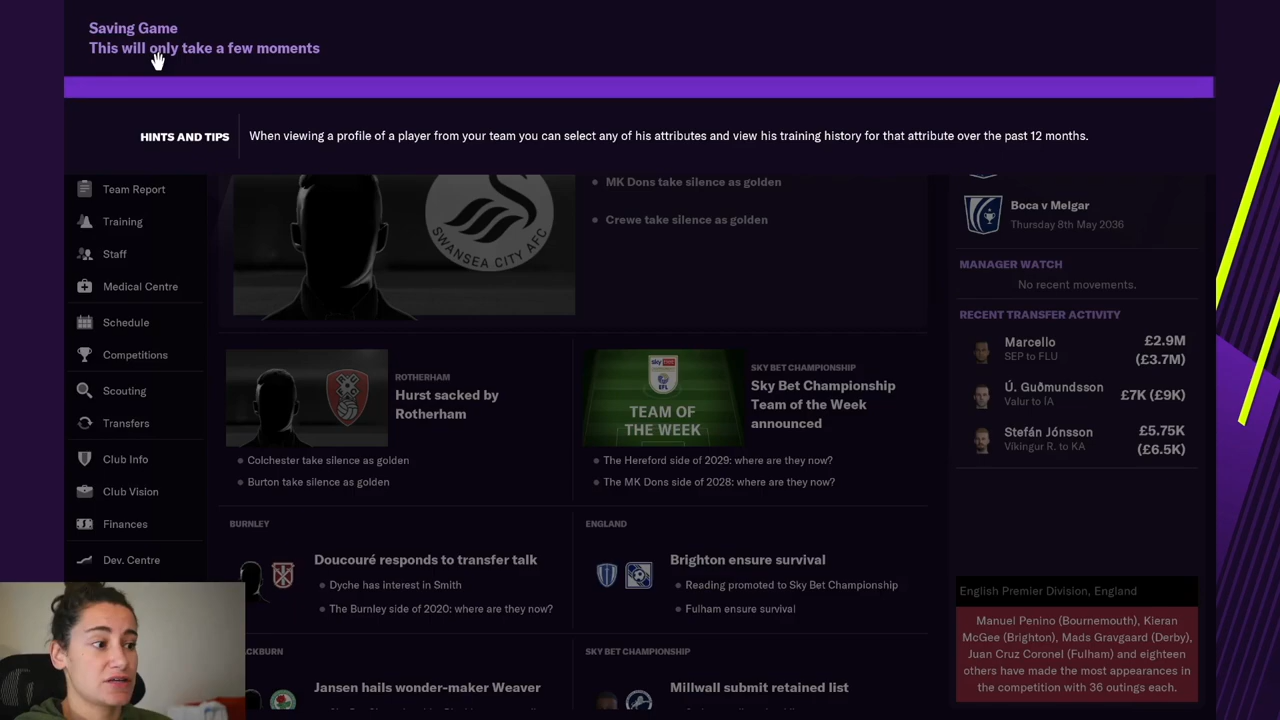 Saving Game
This will only take a few moments
HINTS AND TIPS
When viewing a profile of a player from your team you can select any of his attributes and view his training history for that attribute over the past 12 months.
Team Report
Training
Staff
Medical Centre
Schedule
Competitions
Scouting
Transfers
Club Info
Club Vision
Finances
Dev. Centre
SWANSEA CITY AFC
MK Dons take silence as golden
Crewe take silence as golden
ROTHERHAM
Hurst sacked by
Rotherham
Colchester take silence as golden
Burton take silence as golden
sky bet
EFL
TEAM OF
THE WEEK
SKY BET CHAMPIONSHIP
Sky Bet Championship
Team of the Week
announced
The Hereford side of 2029: where are they now?
The MK Dons side of 2028: where are they now?
BURNLEY
Doucouré responds to transfer talk
Dyche has interest in Smith
The Burnley side of 2020: where are they now?
ENGLAND
Brighton ensure survival
Reading promoted to Sky Bet Championship
Fulham ensure survival
ACKBURN
Jansen hails wonder-maker Weaver
SKY BET CHAMPIONSHIP
Millwall submit retained list
Boca v Melgar
Thursday 8th May 2036
MANAGER WATCH
No recent movements.
RECENT TRANSFER ACTIVITY
Marcello £2.9M
SEP to FLU (£3.7M)
Ú. Guðmundsson £7K (£9K)
Valur to ÍA
Stefán Jónsson £5.75K
Víkingur R. to KA (£6.5K)
English Premier Division, England
Manuel Penino (Bournemouth), Kieran
McGee (Brighton), Mads Gravgaard (Derby),
Juan Cruz Coronel (Fulham) and eighteen
others have made the most appearances in
the competition with 36 outings each.